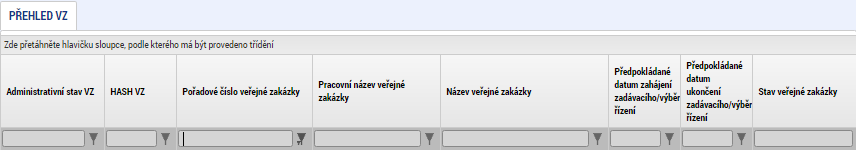 PŘEHLED VZ
Zde přetáhněte hlavičku sloupce, podle kterého má být provedeno třídění
Administrativní stav VZ
HASH VZ
Pořadové číslo veřejné zakázky
Pracovní název veřejné
zakázky
Název veřejné zakázky
Předpokládané
datum zahájení
zadávacího/výběr
řízení
Předpokládané
datum
ukončení
zadávacího/výběr
řízení
Stav veřejné zakázky